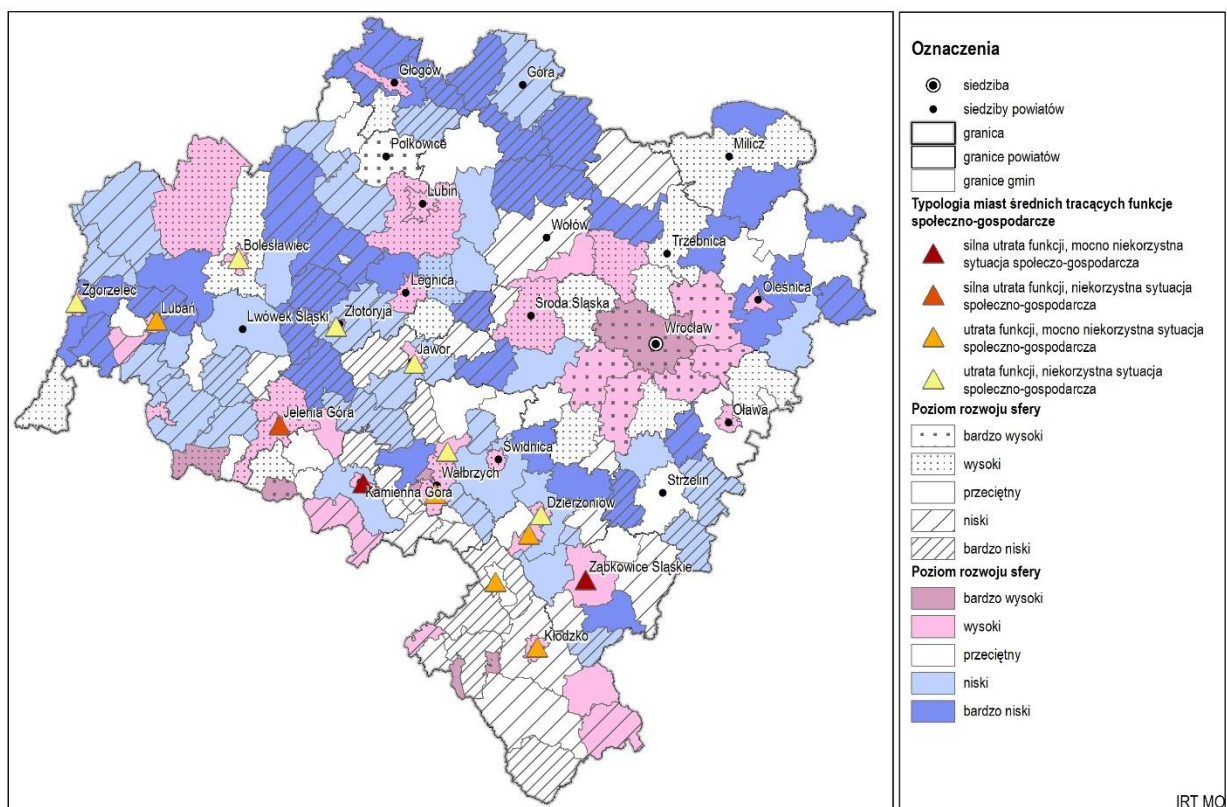 Głogów
Góra
Polkowice
Milicz
Lubin
Wołów
Bolesławiec
Trzebnica
Zgorzelec
Legnica
Oleśnica
Lubań
Środa Śląska
Lwówek Śląski
Złotoryja
Wrocław
Jawor
Jelenia Góra
Oława
Świdnica
Wałbrzych
Kamienna Góra
Strzelin
Dzierżoniów
Ząbkowice Śląskie
Kłodzko
Oznaczenia
siedziba
siedziby powiatów
granica
granice powiatów
granice gmin
Typologia miast średnich tracących funkcje
społeczno-gospodarcze
silna utrata funkcji, mocno niekorzystna
sytuacja społeczo-gospodarcza
silna utrata funkcji, niekorzystna sytuacja
społeczo-gospodarcza
utrata funkcji, mocno niekorzystna sytuacja
społeczo-gospodarcza
utrata funkcji, niekorzystna sytuacja
społeczo-gospodarcza
Poziom rozwoju sfery
bardzo wysoki
wysoki
przeciętny
niski
bardzo niski
Poziom rozwoju sfery
bardzo wysoki
wysoki
przeciętny
niski
bardzo niski
IRT MO